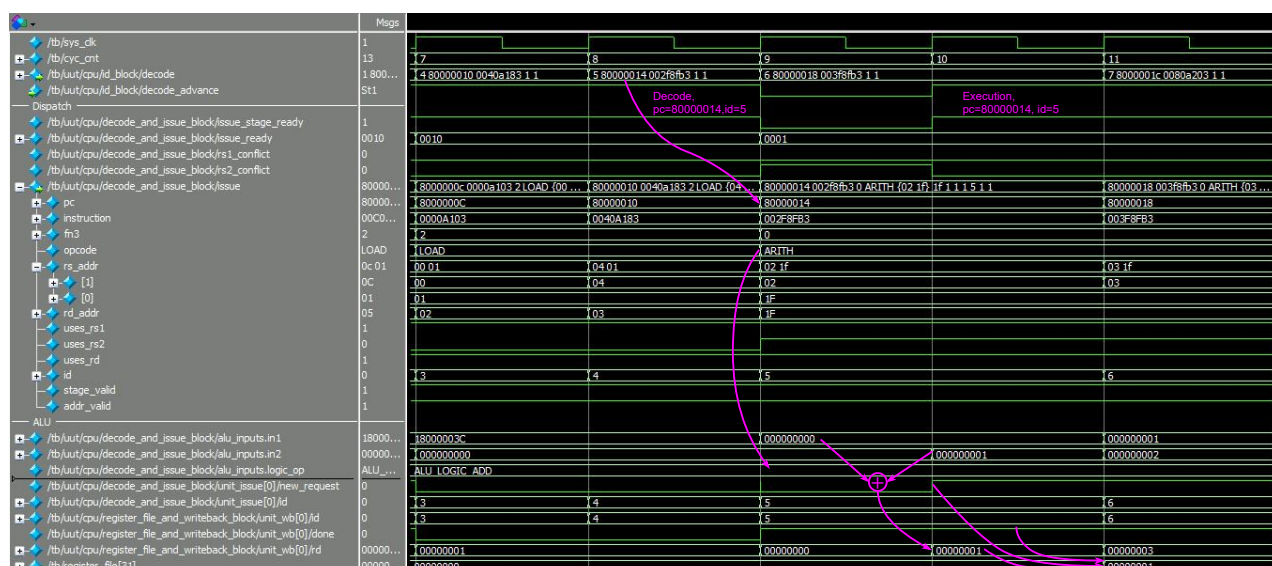 Msgs
/tb/sys_clk 1
/tb/cyc_cnt 13 7 8 9 10 11
/tb/uut/cpu/id_block/decode 1 800... 4 80000010 0040a183 1 1 5 80000014 002f8fb3 1 1 6 80000018 003f8fb3 1 1 7 8000001c 0080a203 1 1
/tb/uut/cpu/id_block/decode_advance St1
Decode,
pc=80000014,id=5
Execution,
pc=80000014, id=5
Dispatch
/tb/uut/cpu/decode_and_issue_block/issue_stage_ready 1
/tb/uut/cpu/decode_and_issue_block/issue_ready 0010 0010 0001
/tb/uut/cpu/decode_and_issue_block/rs1_conflict 0
/tb/uut/cpu/decode_and_issue_block/rs2_conflict 0
/tb/uut/cpu/decode_and_issue_block/issue 80000... 8000000c 0000a103 2 LOAD {00 ... 80000010 0040a183 2 LOAD {04 ... 80000014 002f8fb3 0 ARITH {02 1f} 1f 1 1 1 5 1 1 80000018 003f8fb3 0 ARITH {03 ...
pc 80000... 8000000C 80000010 80000014 80000018
instruction 00C0... 0000A103 0040A183 002F8FB3 003F8FB3
fn3 2 2 0
opcode LOAD LOAD ARITH
rs_addr 0c 01 00 01 04 01 02 1f 03 1f
[1] 0C 00 04 02 03
[0] 01 01 1F
rd_addr 05 02 03 1F
uses_rs1 1
uses_rs2 0
uses_rd 1
id 0 3 4 5 6
stage_valid 1
addr_valid 1
ALU
/tb/uut/cpu/decode_and_issue_block/alu_inputs.in1 18000... 18000003C 000000000 000000001
/tb/uut/cpu/decode_and_issue_block/alu_inputs.in2 00000... 000000000 000000001 000000002
/tb/uut/cpu/decode_and_issue_block/alu_inputs.logic_op ALU_... ALU_LOGIC_ADD
/tb/uut/cpu/decode_and_issue_block/unit_issue[0]/new_request 0
/tb/uut/cpu/decode_and_issue_block/unit_issue[0]/id 0 3 4 5 6
/tb/uut/cpu/register_file_and_writeback_block/unit_wb[0]/id 0 3 4 5 6
/tb/uut/cpu/register_file_and_writeback_block/unit_wb[0]/done 0
/tb/uut/cpu/register_file_and_writeback_block/unit_wb[0]/rd 00000... 00000001 00000000 00000001 00000003